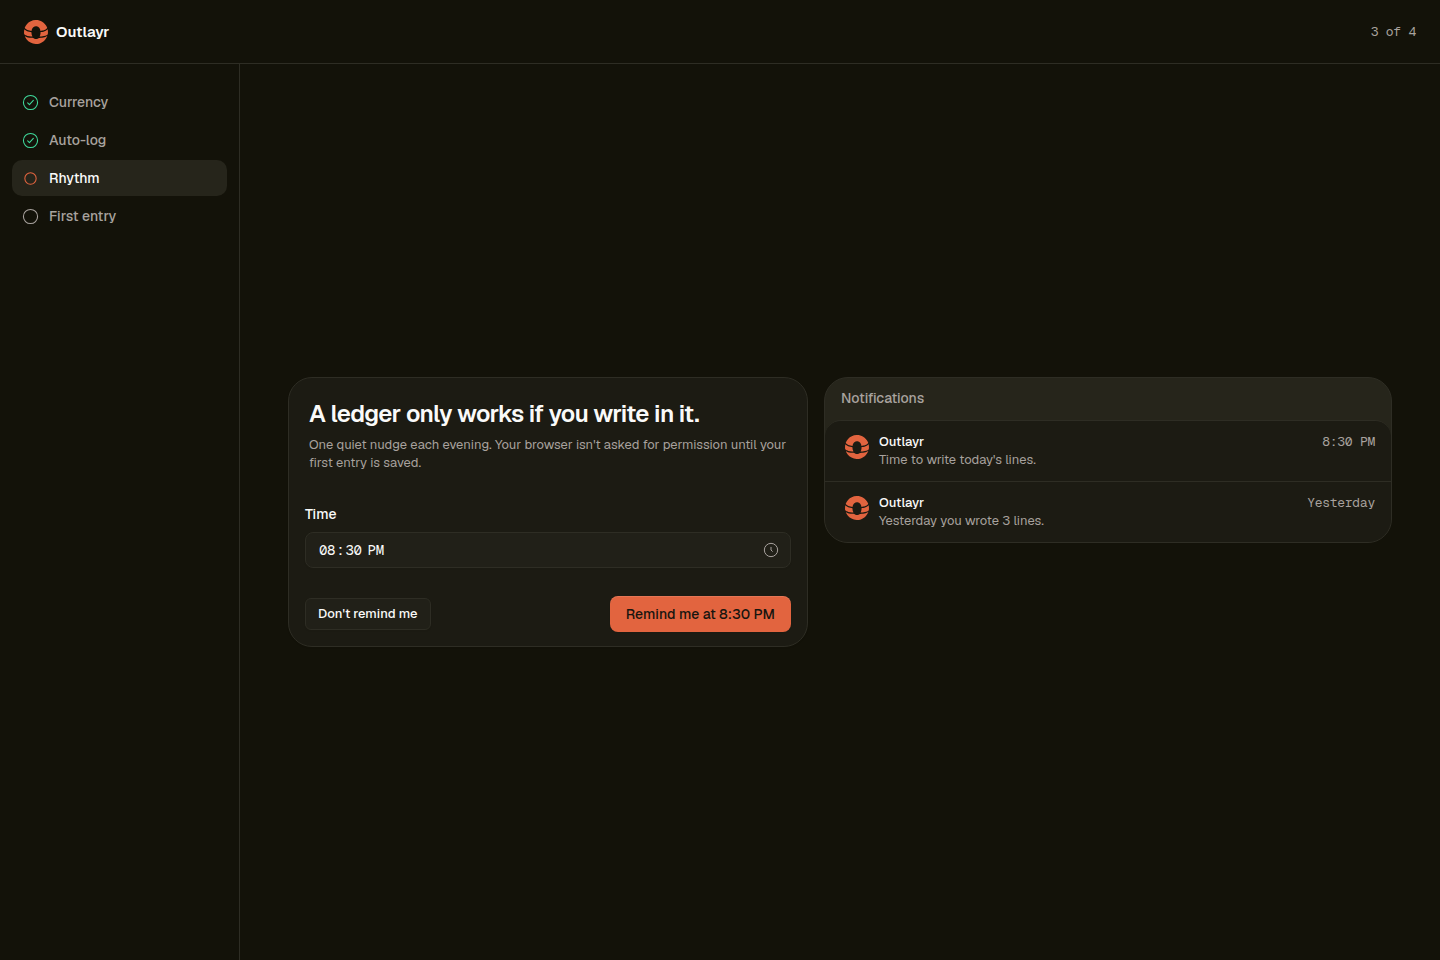 Outlayr
3 of 4
Currency
Auto-log
Rhythm
First entry
A ledger only works if you write in it.
One quiet nudge each evening. Your browser isn't asked for permission until your
first entry is saved.
Time
08:30 PM
Don't remind me
Remind me at 8:30 PM
Notifications
Outlayr
8:30 PM
Time to write today's lines.
Outlayr
Yesterday
Yesterday you wrote 3 lines.